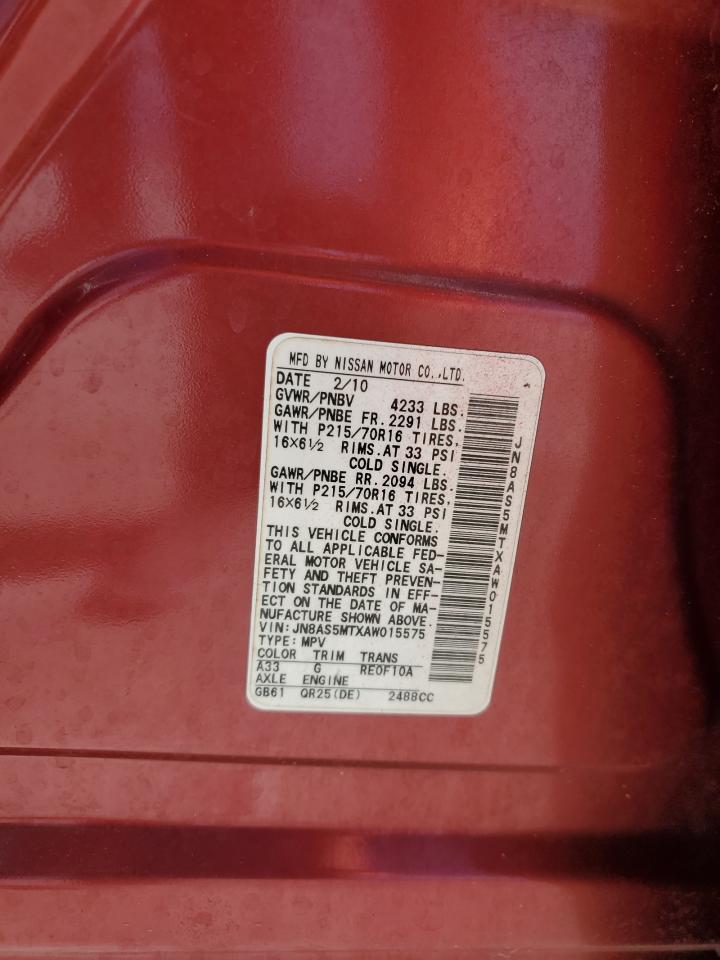 MFD BY NISSAN MOTOR CO.,LTD.
DATE 2/10
GVWR/PNBV 4233 LBS.
GAWR/PNBE FR. 2291 LBS.
WITH P215/70R16 TIRES,
16X6½ RIMS.AT 33 PSI
COLD SINGLE.
GAWR/PNBE RR. 2094 LBS.
WITH P215/70R16 TIRES,
16X6½ RIMS.AT 33 PSI
COLD SINGLE.
THIS VEHICLE CONFORMS
TO ALL APPLICABLE FED-
ERAL MOTOR VEHICLE SA-
FETY AND THEFT PREVEN-
TION STANDARDS IN EFF-
ECT ON THE DATE OF MA-
NUFACTURE SHOWN ABOVE.
VIN:JN8AS5MTXAW015575
TYPE:MPV
COLOR TRIM TRANS
A33 G RE0F10A
AXLE ENGINE
GB61 QR25(DE) 2488CC
JN8AS5MTXAW015575